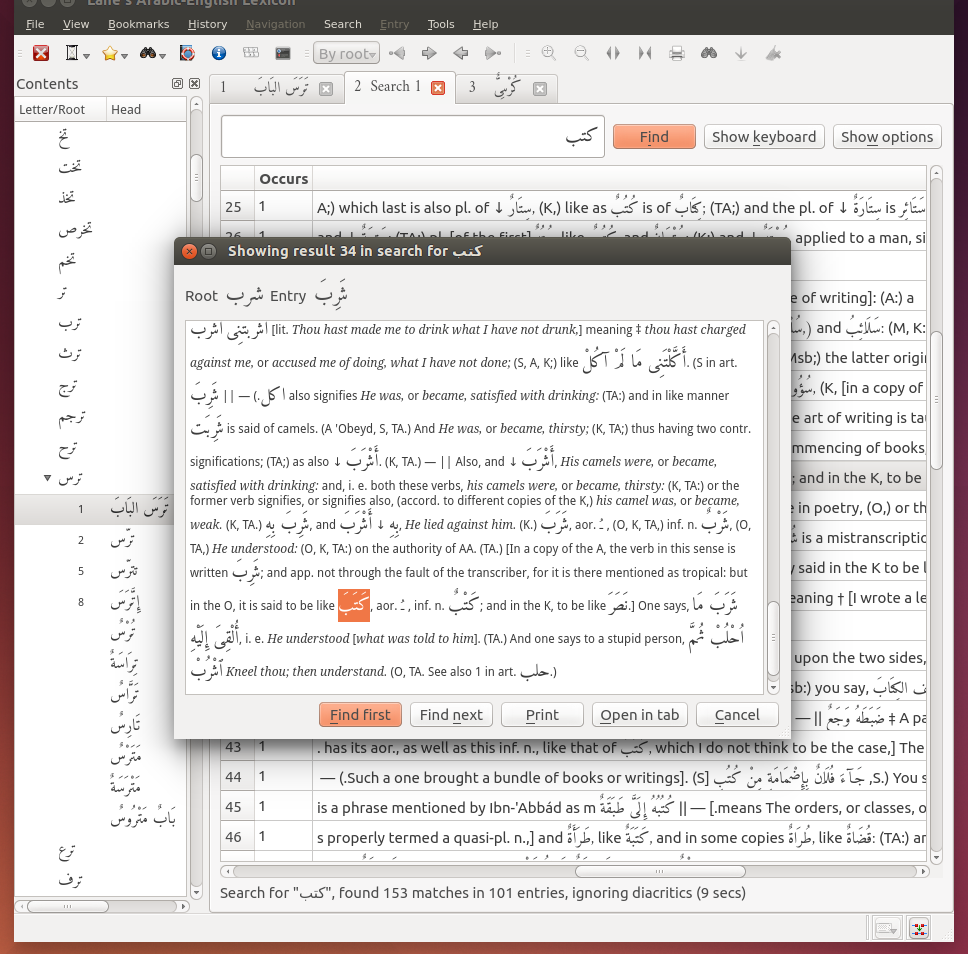 Lane's Arabic-English Lexicon
File View Bookmarks History Navigation Search Entry Tools Help
By root
Contents
Letter/Root Head
تخ
تخت
تخذ
تخرص
تخم
تر
ترب
ترث
ترج
ترجم
ترح
ترس
1 تَرَسَ البَابَ
2 ترّس
5 تترّس
8 إِتَّرَسَ
تُرْسٌ
تِرَاسَةٌ
تَرَّاسٌ
تَارِسٌ
مَتَرْسٌ
مَتْرَسَةٌ
بَابٌ مَتْرُوسٌ
ترع
ترف
1 تَرَسَ البَابَ
2 Search 1
3 كُرْسِىٌّ
كتب
Find Show keyboard Show options
Occurs
25 1 A;) which last is also pl. of ↓ سِتَارٌ, (K,) like as كُتُبٌ is of كِتَابٌ; (TA;) and the pl. of ↓ سِتَارَةٌ is سَتَائِر
applied to a man, si
e of writing]: (A:) a
and سَلَائِبُ: (M, K:
Msb;) the latter origin
, (K, [in a copy of
e art of writing is tau
mmencing of books,
; and in the K, to be
e in poetry, (O,) or th
is a mistranscriptio
y said in the K to be l
eaning † [I wrote a le
upon the two sides,
sb:) you say,
— || ضَبَطَهُ وَجَعٌ ‡ A pa
Showing result 34 in search for كتب
Root شرب Entry شَرِبَ
اشربتنى اشرب [lit. Thou hast made me to drink what I have not drunk,] meaning ‡ thou hast charged
against me, or accused me of doing, what I have not done; (S, A, K;) like أَكَّلْتَنِى مَا لَمْ آكُلْ. (S in art.
اكل.) — || شَرِبَ also signifies He was, or became, satisfied with drinking: (TA:) and in like manner
شَرِبَت is said of camels. (A 'Obeyd, S, TA.) And He was, or became, thirsty; (K, TA;) thus having two contr.
significations; (TA;) as also ↓ أَشْرَبَ. (K, TA.) — || Also, and ↓ أَشْرَبَ, His camels were, or became,
satisfied with drinking: and, i. e. both these verbs, his camels were, or became, thirsty: (K, TA:) or the
former verb signifies, or signifies also, (accord. to different copies of the K,) his camel was, or became,
weak. (K, TA.) شَرِبَ بِهِ, and أَشْرَبَ ↓ بِهِ, He lied against him. (K.) شَرَبَ, aor. ـُ , (O, K, TA,) inf. n. شَرْبٌ, (O,
TA,) He understood: (O, K, TA:) on the authority of AA. (TA.) [In a copy of the A, the verb in this sense is
written شَرِبَ; and app. not through the fault of the transcriber, for it is there mentioned as tropical: but
in the O, it is said to be like كَتَبَ, aor. ـُ , inf. n. كَتْبٌ; and in the K, to be like نَصَرَ.] One says, شَرَبَ مَا
أُلْقِىَ إِلَيْهِ, i. e. He understood [what was told to him]. (TA.) And one says to a stupid person, اُحْلُبْ ثُمَّ
ٱشْرُبْ Kneel thou; then understand. (O, TA. See also 1 in art. حلب.)
Find first Find next Print Open in tab Cancel
43 1 . has its aor., as well as this inf. n., like that of كتب, which I do not think to be the case,] The
44 1 — (.Such a one brought a bundle of books or writings]. (S] جَآءَ فُلَانٌ بِإِضْمَامَةٍ مِنْ كُتُبٍ ,S.) You s
45 1 is a phrase mentioned by Ibn-'Abbád as m كُتُبُهُ إِلَىَّ طَبَقَةٌ || — [.means The orders, or classes, o
46 1 s properly termed a quasi-pl. n.,] and طَرَأَةٌ, like كَتَبَةٌ, and in some copies طُرَاةٌ, like قُضَاةٌ: (TA:) ar
Search for "كتب", found 153 matches in 101 entries, ignoring diacritics (9 secs)